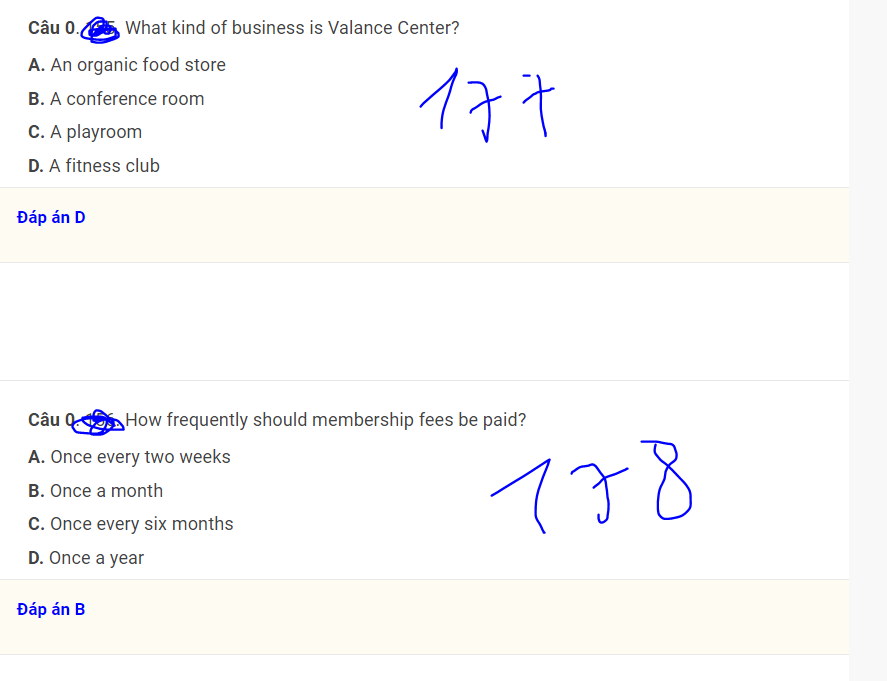 Câu 0. What kind of business is Valance Center?
A. An organic food store
B. A conference room
C. A playroom
D. A fitness club
177
Đáp án D
Câu 0. How frequently should membership fees be paid?
A. Once every two weeks
B. Once a month
C. Once every six months
D. Once a year
178
Đáp án B